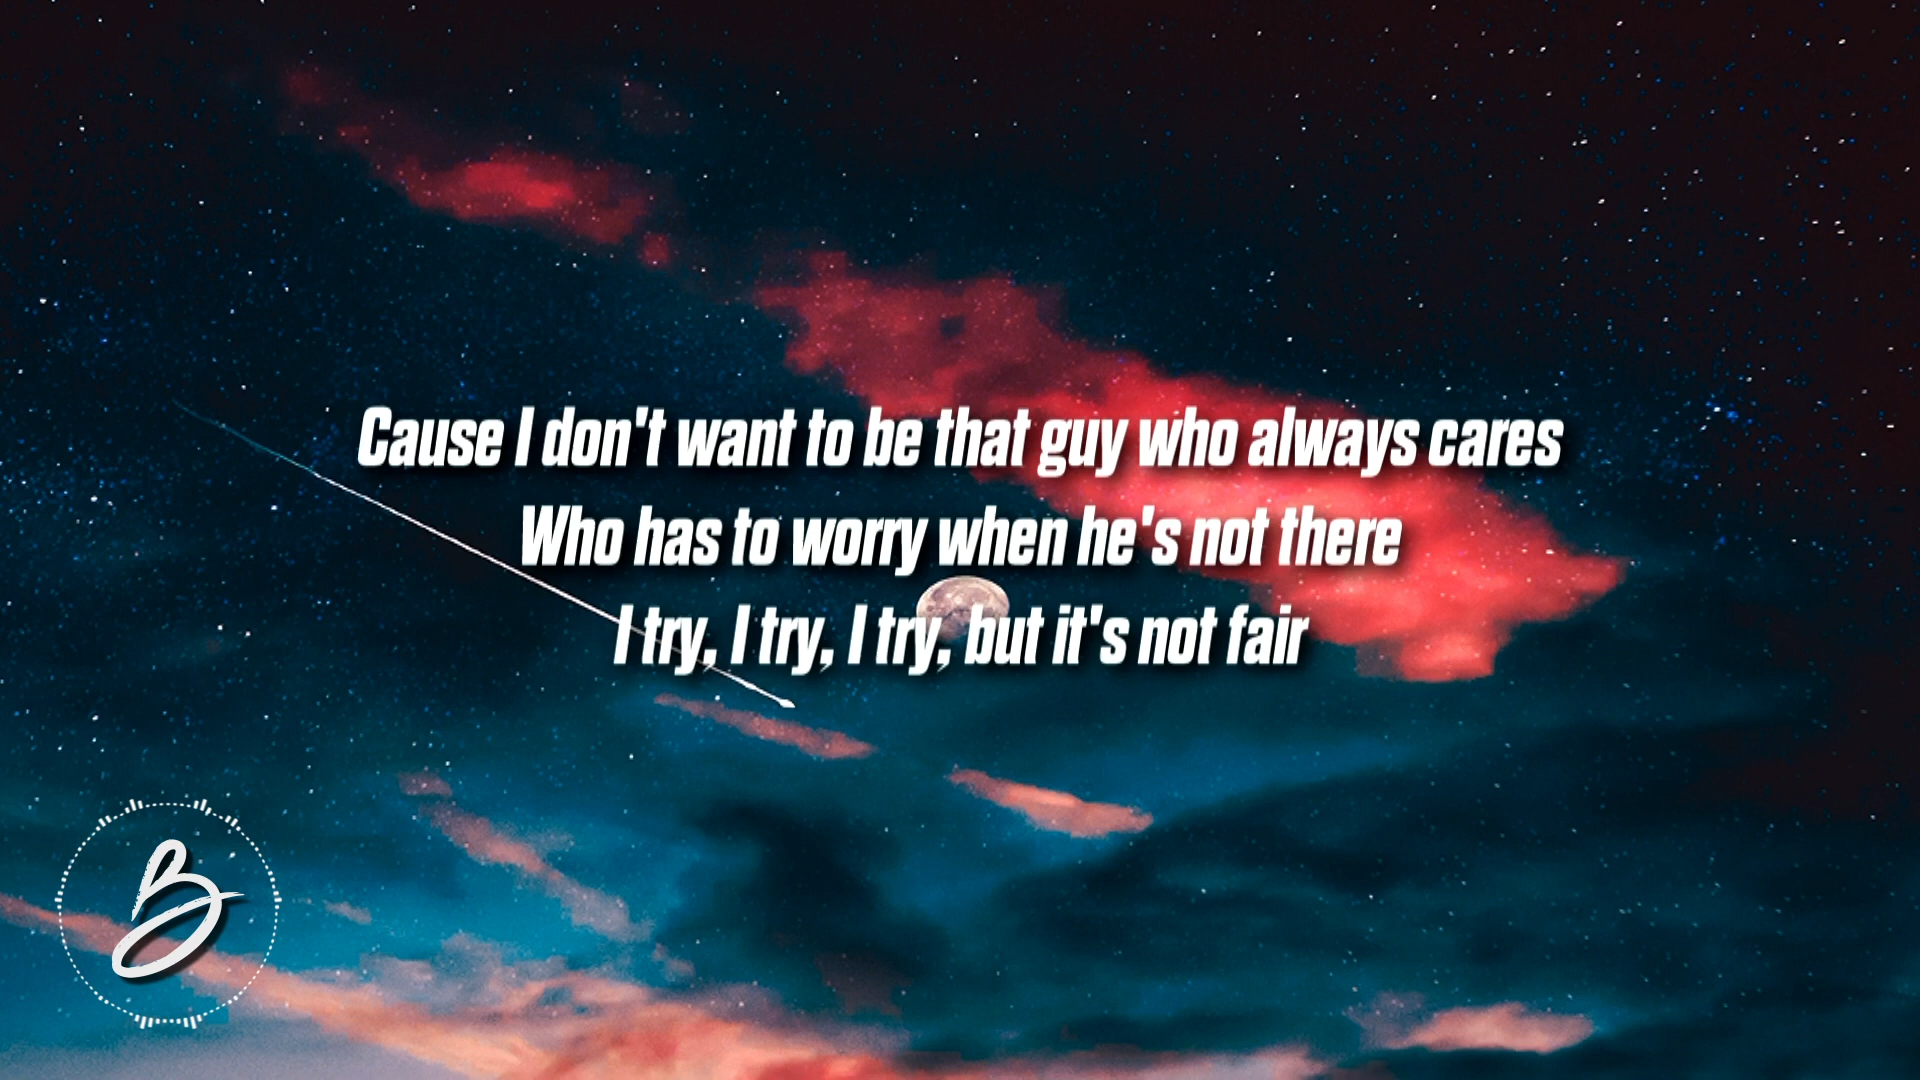 Cause I don't want to be that guy who always cares
Who has to worry when he's not there
I try, I try, I try, but it's not fair
B